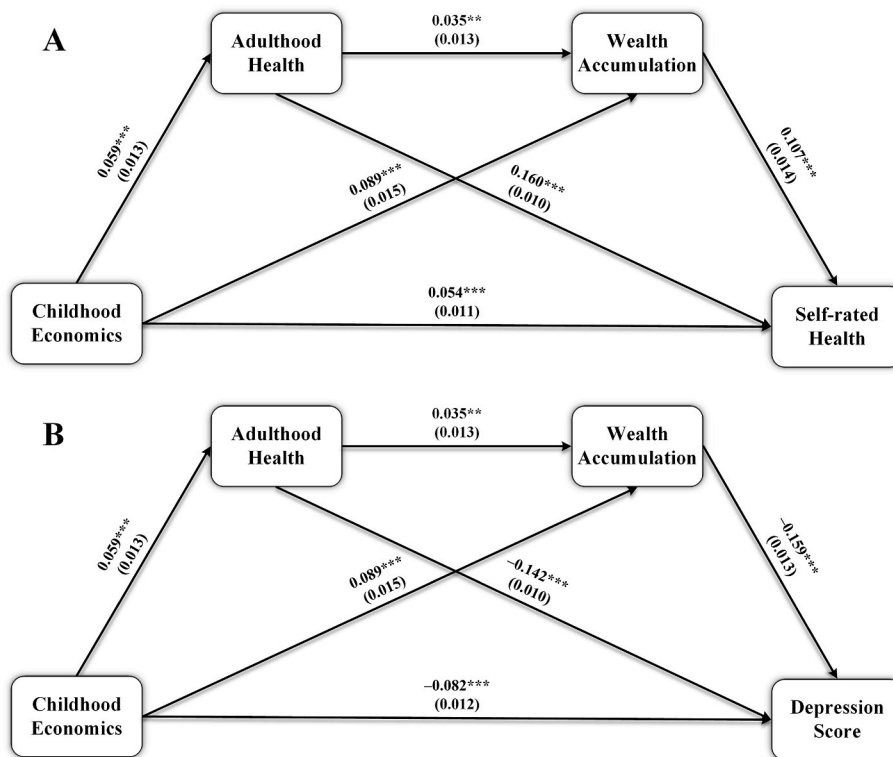 A
Adulthood
Health
0.035**
(0.013)
Wealth
Accumulation
0.059***
(0.013)
0.089***
(0.015)
0.160***
(0.010)
0.107***
(0.014)
Childhood
Economics
0.054***
(0.011)
Self-rated
Health
B
Adulthood
Health
0.035**
(0.013)
Wealth
Accumulation
0.059***
(0.013)
0.089***
(0.015)
−0.142***
(0.010)
−0.159***
(0.013)
Childhood
Economics
−0.082***
(0.012)
Depression
Score